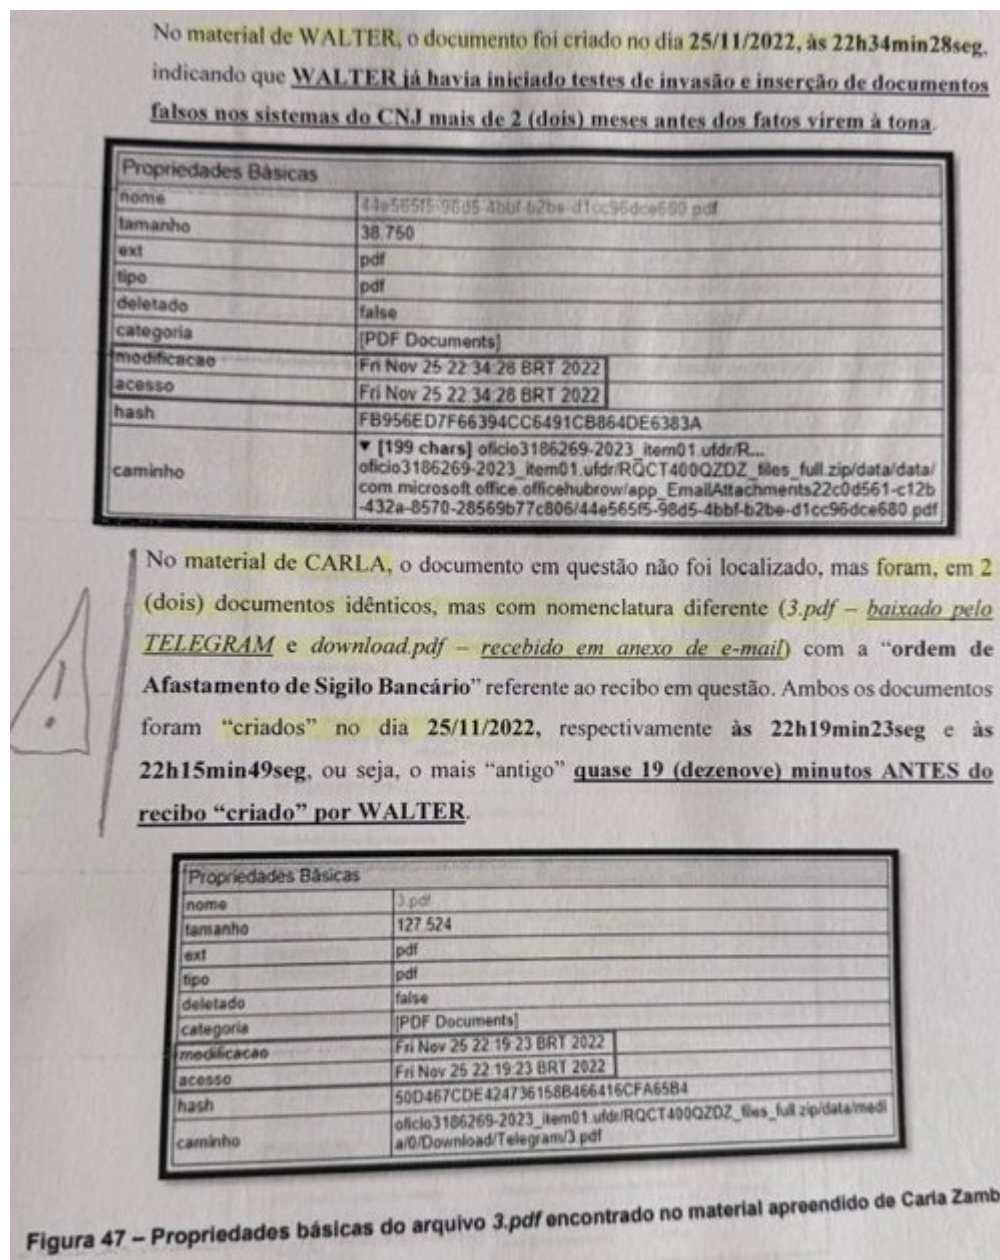 No material de WALTER, o documento foi criado no dia 25/11/2022, às 22h34min28seg,
indicando que WALTER já havia iniciado testes de invasão e inserção de documentos
falsos nos sistemas do CNJ mais de 2 (dois) meses antes dos fatos virem à tona.
Propriedades Básicas
nome 44e565f5-98d5-4bbf-b2be-d1cc96dce680.pdf
tamanho 38.750
ext pdf
tipo pdf
deletado false
categoria [PDF Documents]
modificacao Fri Nov 25 22:34:28 BRT 2022
acesso Fri Nov 25 22:34:28 BRT 2022
hash FB956ED7F66394CC6491CB864DE6383A
caminho ▼ [199 chars] oficio3186269-2023_item01.ufdr/R...
oficio3186269-2023_item01.ufdr/RQCT400QZDZ_files_full.zip/data/data/
com.microsoft.office.officehubrow/app_EmailAttachments22c0d561-c12b
-432a-8570-28569b77c806/44e565f5-98d5-4bbf-b2be-d1cc96dce680.pdf
No material de CARLA, o documento em questão não foi localizado, mas foram, em 2
(dois) documentos idênticos, mas com nomenclatura diferente (3.pdf – baixado pelo
TELEGRAM e download.pdf – recebido em anexo de e-mail) com a “ordem de
Afastamento de Sigilo Bancário” referente ao recibo em questão. Ambos os documentos
foram “criados” no dia 25/11/2022, respectivamente às 22h19min23seg e às
22h15min49seg, ou seja, o mais “antigo” quase 19 (dezenove) minutos ANTES do
recibo “criado” por WALTER.
!
Propriedades Básicas
nome 3.pdf
tamanho 127.524
ext pdf
tipo pdf
deletado false
categoria [PDF Documents]
modificacao Fri Nov 25 22:19:23 BRT 2022
acesso Fri Nov 25 22:19:23 BRT 2022
hash 50D467CDE424736158B466416CFA65B4
caminho oficio3186269-2023_item01.ufdr/RQCT400QZDZ_files_full.zip/data/medi
a/0/Download/Telegram/3.pdf
Figura 47 – Propriedades básicas do arquivo 3.pdf encontrado no material apreendido de Carla Zamb